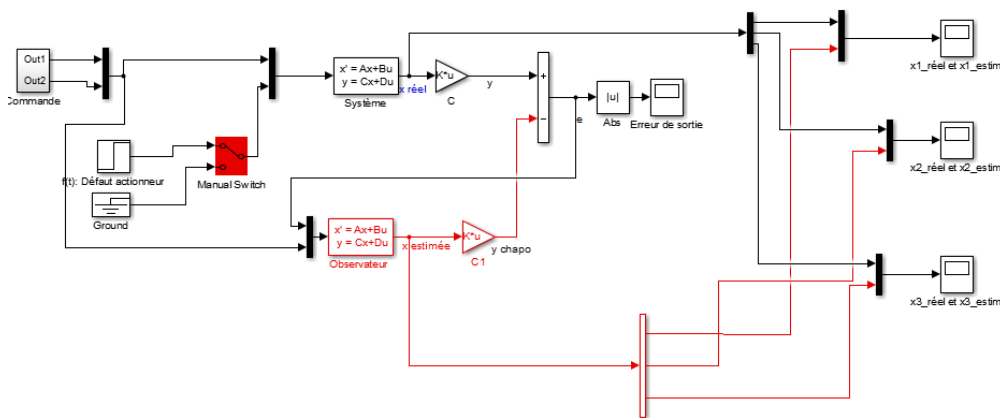 Out1
Out2
Commande
f(t): Défaut actionneur
Ground
Manual Switch
x' = Ax+Bu
y = Cx+Du
Système
x réel
K*u
C
y
+
−
e
|u|
Abs
Erreur de sortie
x' = Ax+Bu
y = Cx+Du
Observateur
x estimée
K*u
C1
y chapo
x1_réel et x1_estim
x2_réel et x2_estim
x3_réel et x3_estim